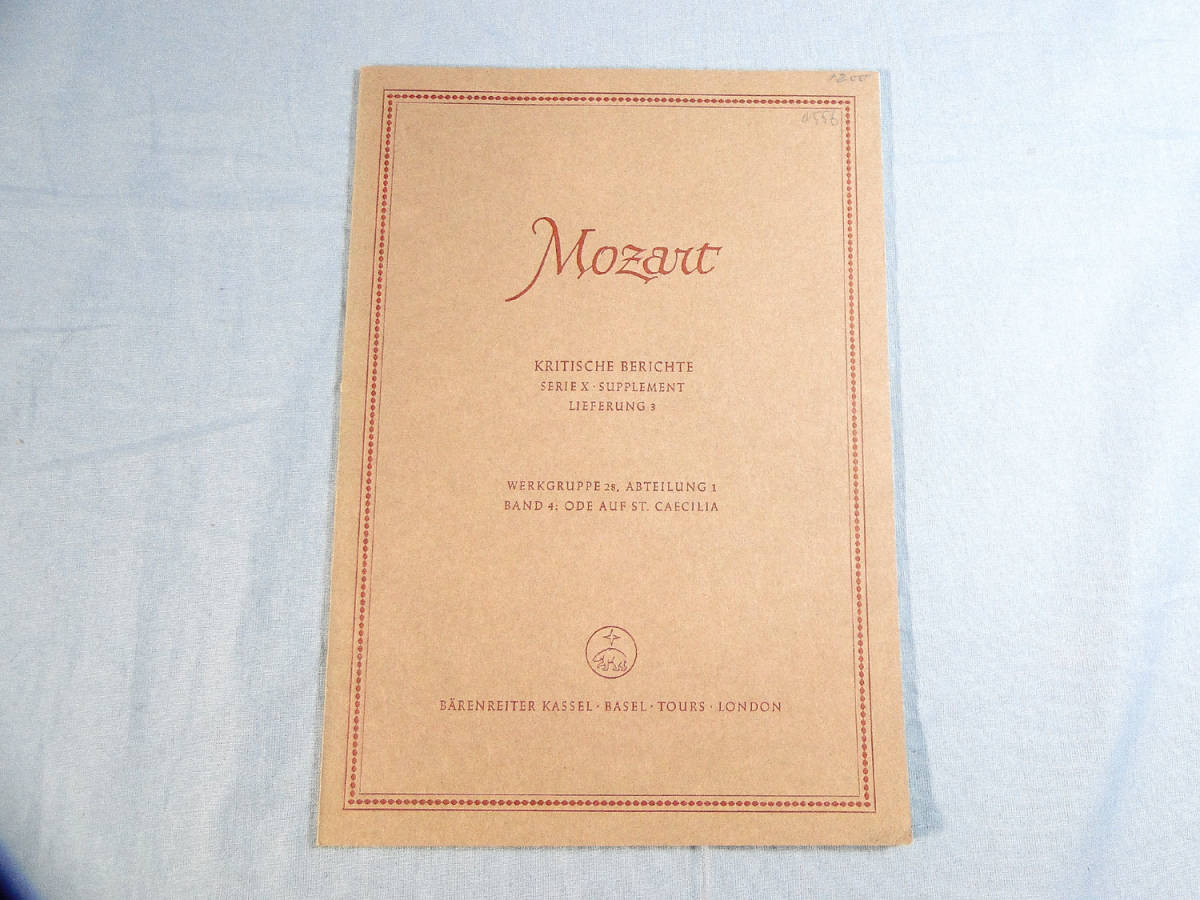 Mozart
KRITISCHE BERICHTE
SERIE X · SUPPLEMENT
LIEFERUNG 3
WERKGRUPPE 28, ABTEILUNG 1
BAND 4: ODE AUF ST. CAECILIA
BÄRENREITER KASSEL · BASEL · TOURS · LONDON